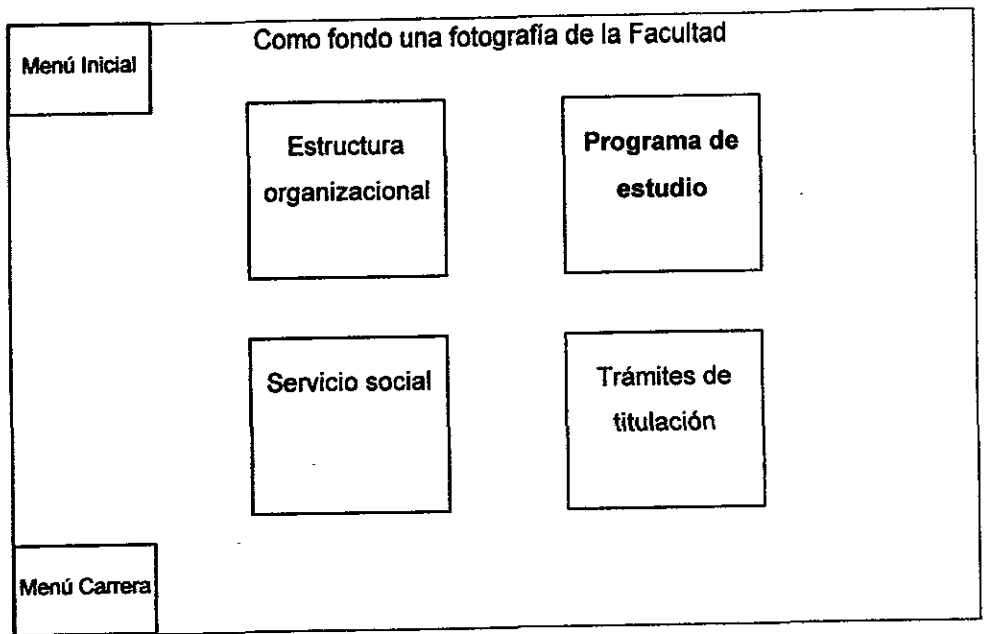 Como fondo una fotografía de la Facultad
Menú Inicial
Estructura
organizacional
Programa de
estudio
Servicio social
Trámites de
titulación
Menú Carrera